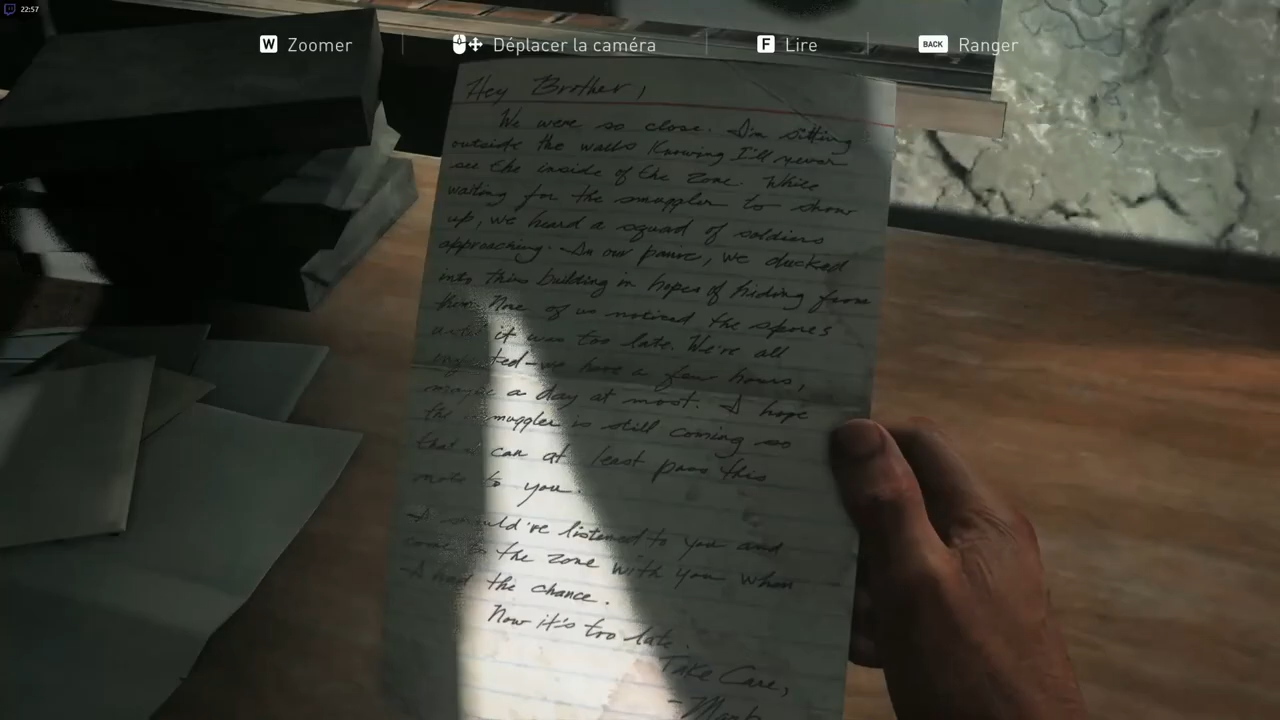 22:57
W Zoomer Déplacer la caméra F Lire BACK Ranger
Hey Brother,
We were so close. I'm sitting
outside the walls knowing I'll never
see the inside of the zone. While
waiting for the smuggler to show
up, we heard a squad of soldiers
approaching. In our panic, we ducked
into this building in hopes of hiding from
them. None of us noticed the spores
until it was too late. We're all
infected - we have a few hours,
maybe a day at most. I hope
the smuggler is still coming so
that I can at least pass this
note to you.
I should've listened to you and
come to the zone with you when
I had the chance.
Now it's too late.
Take Care,
- Mark